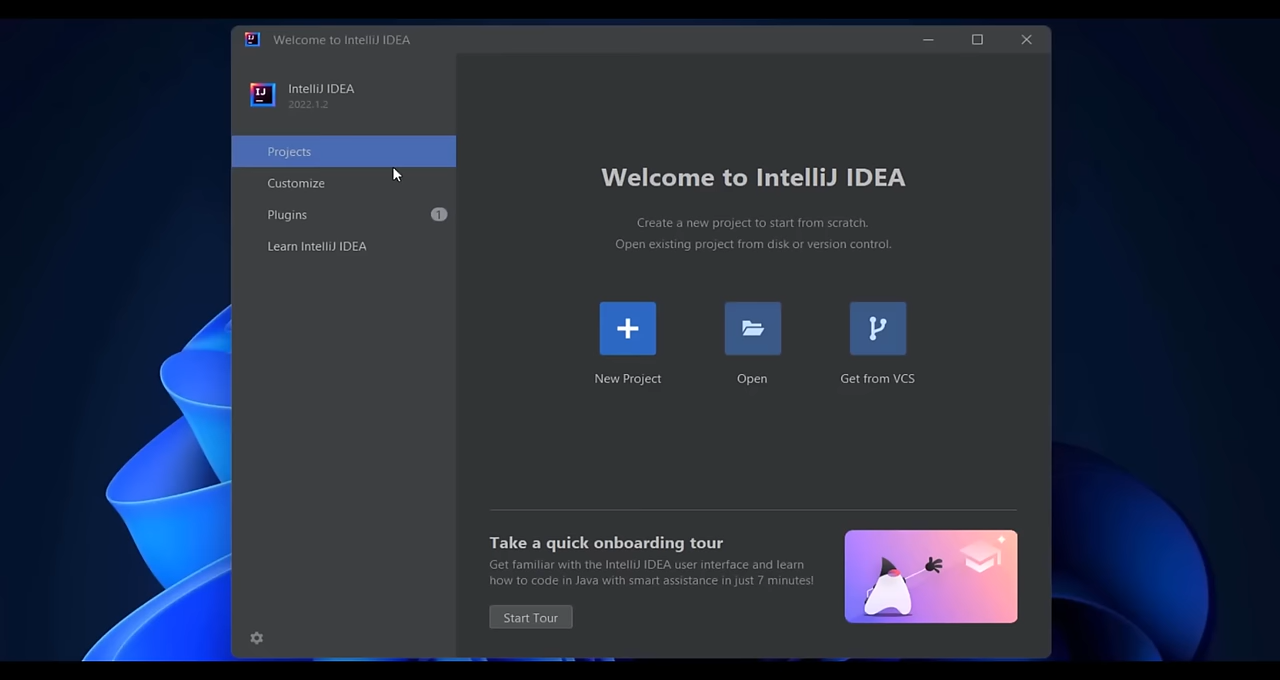 Welcome to IntelliJ IDEA
IntelliJ IDEA
2022.1.2
Projects
Customize
Plugins
1
Learn IntelliJ IDEA
Welcome to IntelliJ IDEA
Create a new project to start from scratch.
Open existing project from disk or version control.
New Project
Open
Get from VCS
Take a quick onboarding tour
Get familiar with the IntelliJ IDEA user interface and learn
how to code in Java with smart assistance in just 7 minutes!
Start Tour